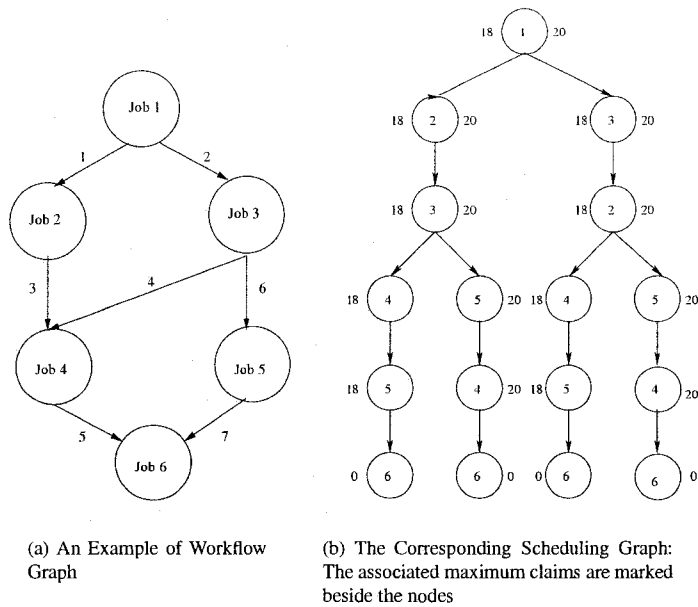 Job 1
1
2
Job 2
Job 3
3
4
6
Job 4
Job 5
5
7
Job 6
(a) An Example of Workflow
Graph
18 1 20
18 2 20
18 3 20
18 3 20
18 2 20
18 4
5 20
18 4
5 20
18 5
4 20
18 5
4 20
0 6
6 0
0 6
6 0
(b) The Corresponding Scheduling Graph:
The associated maximum claims are marked
beside the nodes